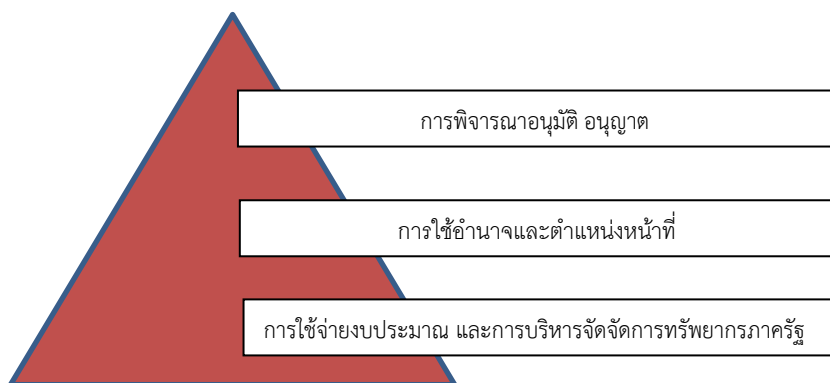 การพิจารณาอนุมัติ อนุญาต
การใช้อำนาจและตำแหน่งหน้าที่
การใช้จ่ายงบประมาณ และการบริหารจัดจัดการทรัพยากรภาครัฐ